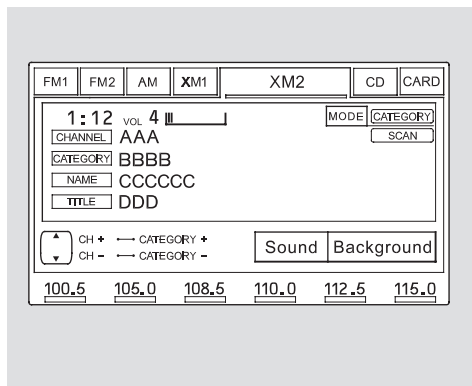 FM1 FM2 AM XM1 XM2 CD CARD
1:12 VOL 4 MODE CATEGORY
CHANNEL AAA SCAN
CATEGORY BBBB
NAME CCCCCC
TITLE DDD
CH + CATEGORY +
CH – CATEGORY –
Sound Background
100.5 105.0 108.5 110.0 112.5 115.0